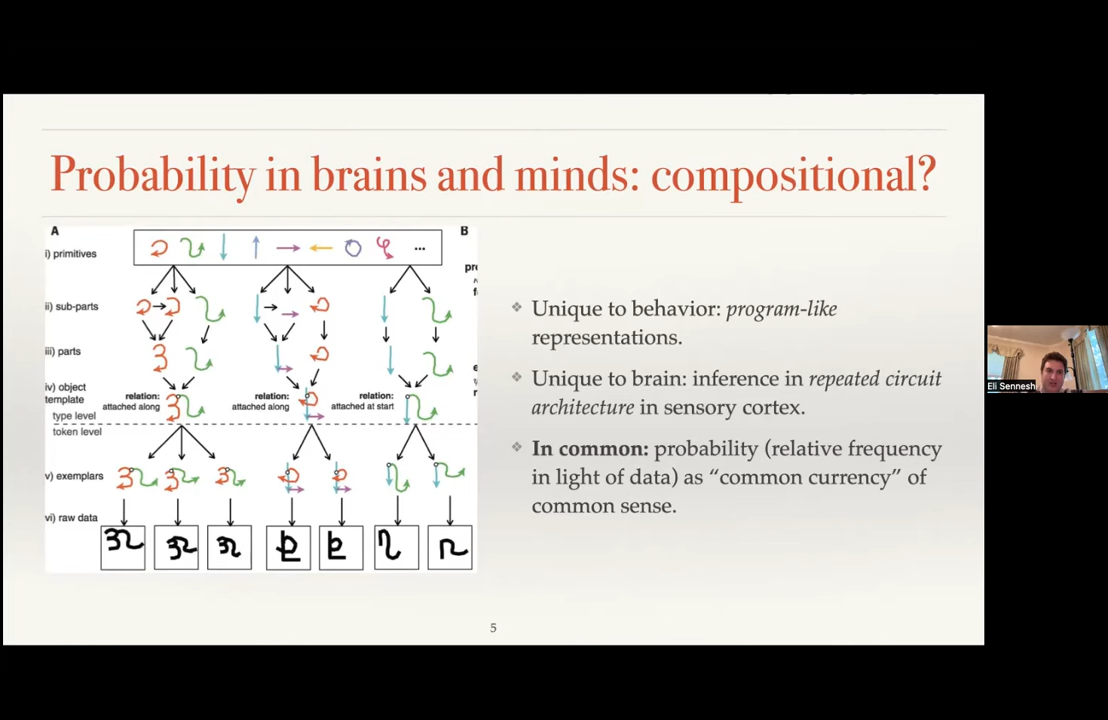 Probability in brains and minds: compositional?
A
B
i) primitives
...
ii) sub-parts
iii) parts
iv) object
template
relation:
attached along
relation:
attached along
relation:
attached at start
type level
token level
v) exemplars
vi) raw data
❖ Unique to behavior: program-like
representations.
❖ Unique to brain: inference in repeated circuit
architecture in sensory cortex.
❖ In common: probability (relative frequency
in light of data) as “common currency” of
common sense.
5
Eli Sennesh